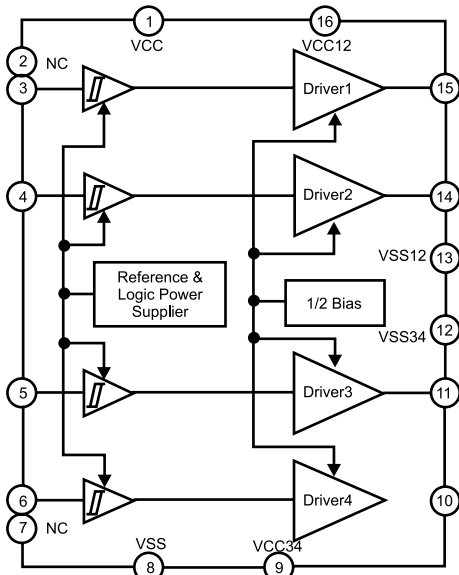 1
16
VCC
VCC12
2
NC
3
Driver1
15
4
Driver2
14
VSS12
13
Reference &
Logic Power
Supplier
1/2 Bias
VSS34
12
5
Driver3
11
6
Driver4
10
7
NC
VSS
VCC34
8
9